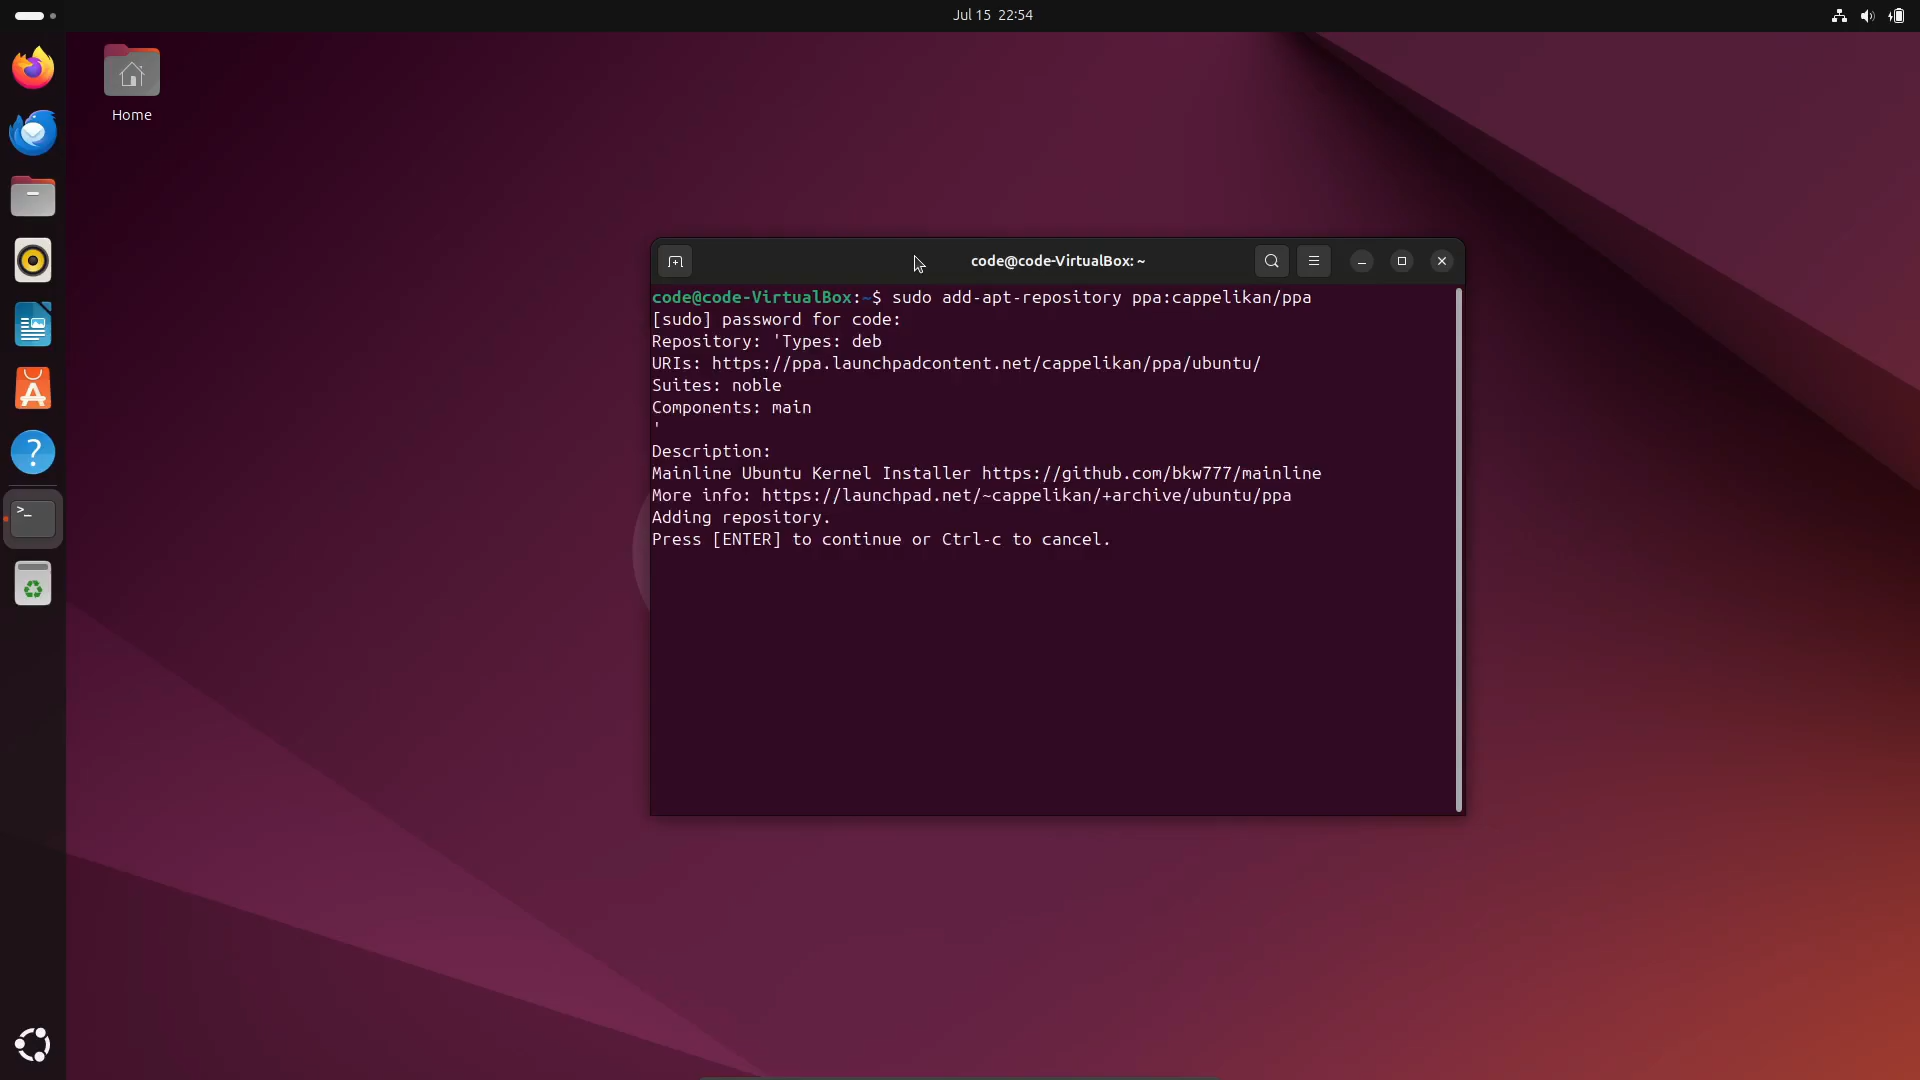 Jul 15 22:54
Home
code@code-VirtualBox: ~
code@code-VirtualBox:~$ sudo add-apt-repository ppa:cappelikan/ppa
[sudo] password for code:
Repository: 'Types: deb
URIs: https://ppa.launchpadcontent.net/cappelikan/ppa/ubuntu/
Suites: noble
Components: main
'
Description:
Mainline Ubuntu Kernel Installer https://github.com/bkw777/mainline
More info: https://launchpad.net/~cappelikan/+archive/ubuntu/ppa
Adding repository.
Press [ENTER] to continue or Ctrl-c to cancel.